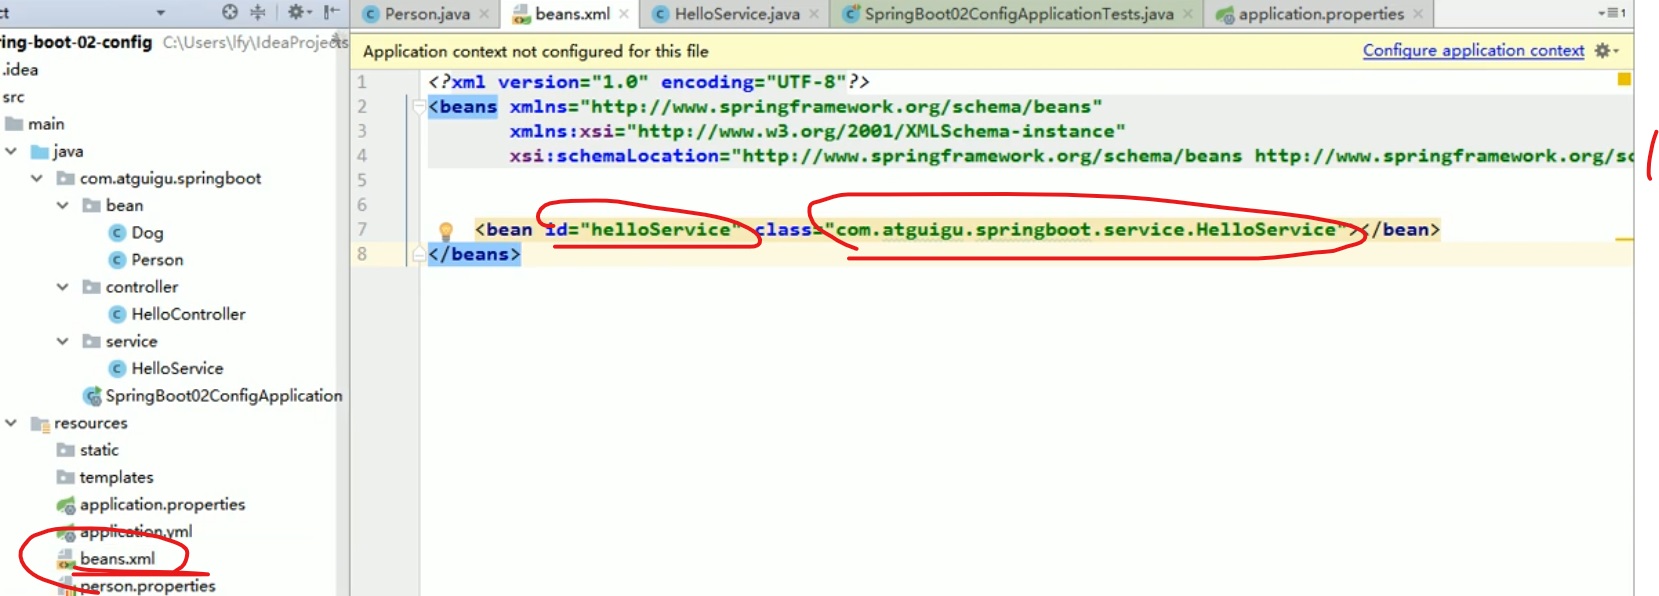 ct
Person.java
beans.xml
HelloService.java
SpringBoot02ConfigApplicationTests.java
application.properties
1
ring-boot-02-config C:\Users\lfy\IdeaProjects
.idea
src
main
java
com.atguigu.springboot
bean
Dog
Person
controller
HelloController
service
HelloService
SpringBoot02ConfigApplication
resources
static
templates
application.properties
application.yml
beans.xml
person.properties
Application context not configured for this file
Configure application context
1 <?xml version="1.0" encoding="UTF-8"?>
2 <beans xmlns="http://www.springframework.org/schema/beans"
3 xmlns:xsi="http://www.w3.org/2001/XMLSchema-instance"
4 xsi:schemaLocation="http://www.springframework.org/schema/beans http://www.springframework.org/sc
5
6
7 <bean id="helloService" class="com.atguigu.springboot.service.HelloService"></bean>
8 </beans>